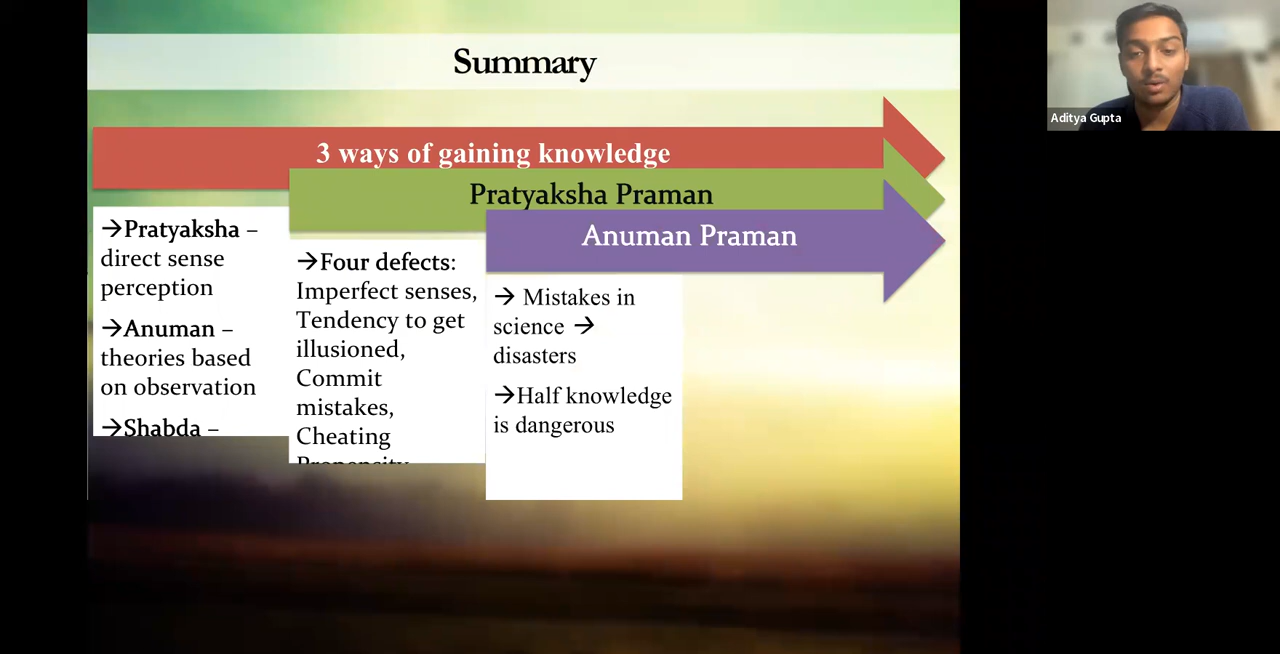 Summary
3 ways of gaining knowledge
Pratyaksha Praman
Anuman Praman
→Pratyaksha –
direct sense
perception
→Anuman –
theories based
on observation
→Shabda –
→Four defects:
Imperfect senses,
Tendency to get
illusioned,
Commit
mistakes,
Cheating
Propensity
→ Mistakes in
science →
disasters
→Half knowledge
is dangerous
Aditya Gupta